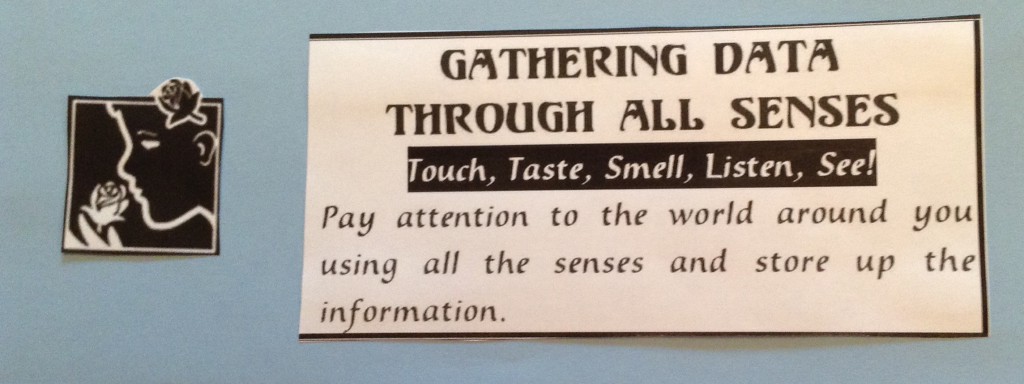 GATHERING DATA
THROUGH ALL SENSES
Touch, Taste, Smell, Listen, See!
Pay attention to the world around you
using all the senses and store up the
information.